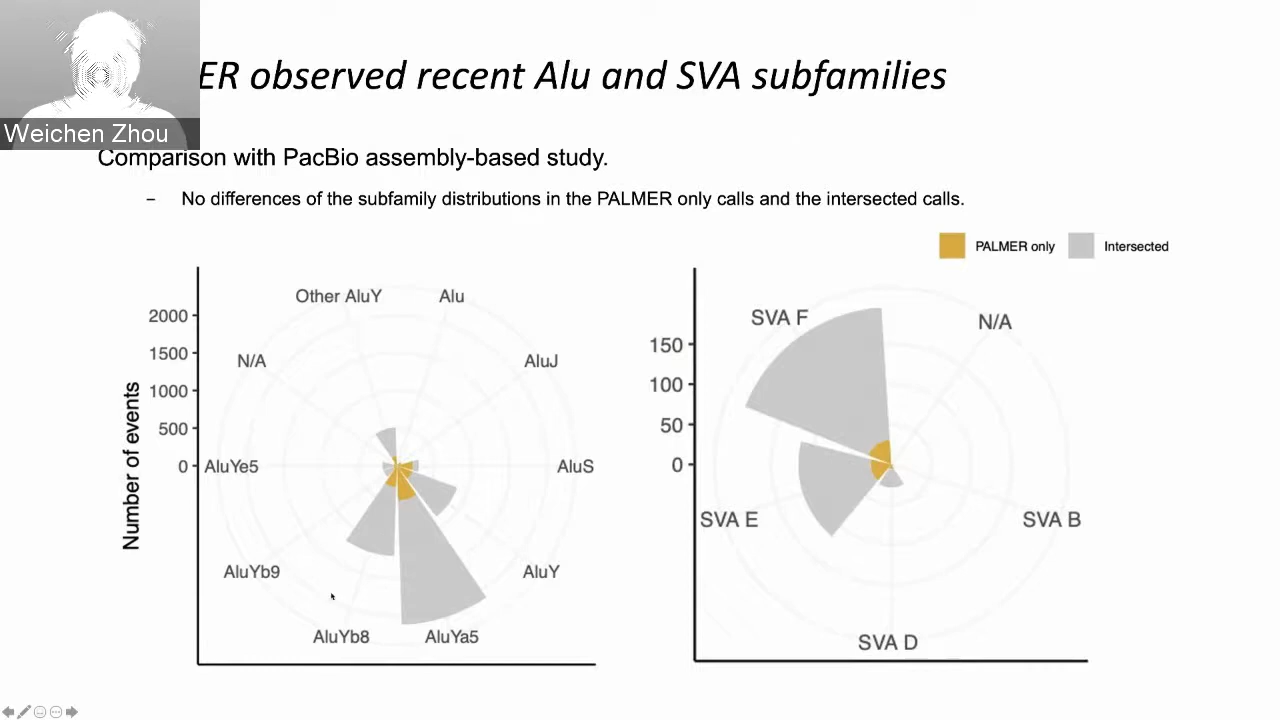 ER observed recent Alu and SVA subfamilies
Weichen Zhou
Comparison with PacBio assembly-based study.
– No differences of the subfamily distributions in the PALMER only calls and the intersected calls.
PALMER only
Intersected
Number of events
2000
1500
1000
500
0
Other AluY
Alu
N/A
AluJ
AluYe5
AluS
AluYb9
AluY
AluYb8
AluYa5
150
100
50
0
SVA F
N/A
SVA E
SVA B
SVA D